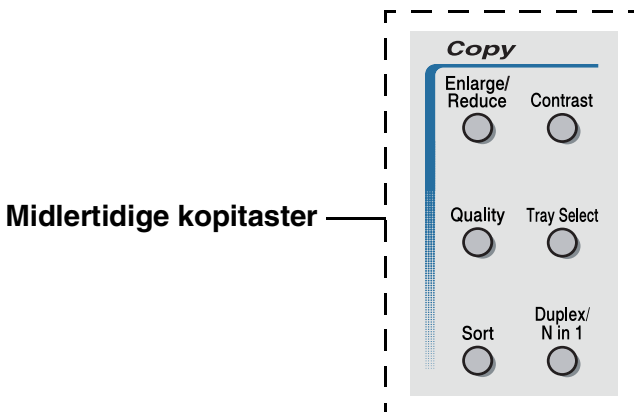 Copy
Enlarge/
Reduce
Contrast
Midlertidige kopitaster
Quality
Tray Select
Sort
Duplex/
N in 1